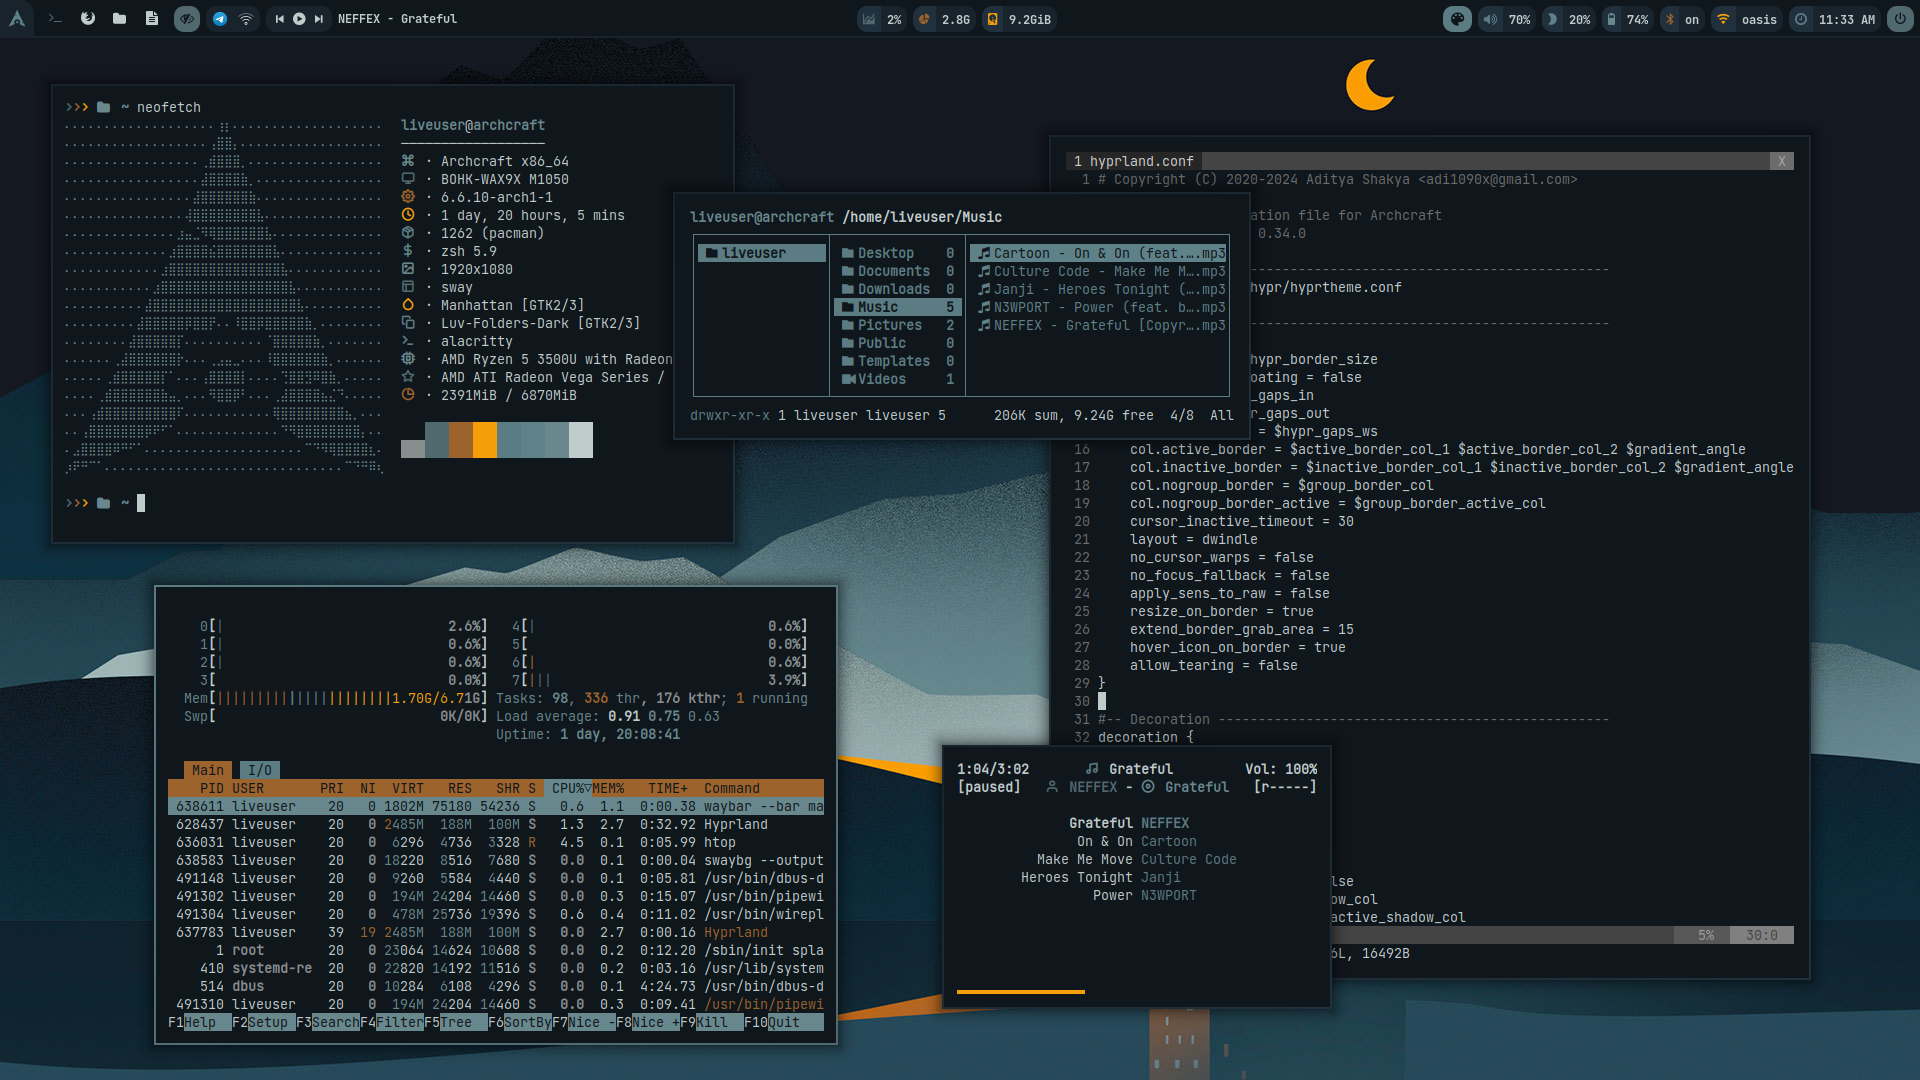 NEFFEX - Grateful
2%
2.8G
9.2GiB
70%
20%
74%
on
oasis
11:33 AM
~ neofetch
liveuser@archcraft
Archcraft x86_64
BOHK-WAX9X M1050
6.6.10-arch1-1
1 day, 20 hours, 5 mins
1262 (pacman)
zsh 5.9
1920x1080
sway
Manhattan [GTK2/3]
Luv-Folders-Dark [GTK2/3]
alacritty
AMD Ryzen 5 3500U with Radeon
AMD ATI Radeon Vega Series /
2391MiB / 6870MiB
~
liveuser@archcraft /home/liveuser/Music
liveuser
Desktop 0
Documents 0
Downloads 0
Music 5
Pictures 2
Public 0
Templates 0
Videos 1
Cartoon - On & On (feat.….mp3
Culture Code - Make Me M….mp3
Janji - Heroes Tonight (….mp3
N3WPORT - Power (feat. b….mp3
NEFFEX - Grateful [Copyr….mp3
drwxr-xr-x 1 liveuser liveuser 5 206K sum, 9.24G free 4/8 All
1 hyprland.conf X
1 # Copyright (C) 2020-2024 Aditya Shakya <adi1090x@gmail.com>
ation file for Archcraft
0.34.0
---------------------------------------------
hypr/hyprtheme.conf
---------------------------------------------
hypr_border_size
oating = false
_gaps_in
r_gaps_out
= $hypr_gaps_ws
16 col.active_border = $active_border_col_1 $active_border_col_2 $gradient_angle
17 col.inactive_border = $inactive_border_col_1 $inactive_border_col_2 $gradient_angle
18 col.nogroup_border = $group_border_col
19 col.nogroup_border_active = $group_border_active_col
20 cursor_inactive_timeout = 30
21 layout = dwindle
22 no_cursor_warps = false
23 no_focus_fallback = false
24 apply_sens_to_raw = false
25 resize_on_border = true
26 extend_border_grab_area = 15
27 hover_icon_on_border = true
28 allow_tearing = false
29 }
30
31 #-- Decoration -------------------------------------------------
32 decoration {
lse
ow_col
active_shadow_col
5% 30:0
6L, 16492B
0[| 2.6%] 4[| 0.6%]
1[| 0.6%] 5[ 0.0%]
2[| 0.6%] 6[| 0.6%]
3[ 0.0%] 7[||| 3.9%]
Mem[||||||||||||||||||||||1.70G/6.71G] Tasks: 98, 336 thr, 176 kthr; 1 running
Swp[ 0K/0K] Load average: 0.91 0.75 0.63
Uptime: 1 day, 20:08:41
Main I/O
PID USER PRI NI VIRT RES SHR S CPU%▽MEM% TIME+ Command
638611 liveuser 20 0 1802M 75180 54236 S 0.6 1.1 0:00.38 waybar --bar ma
628437 liveuser 20 0 2485M 188M 100M S 1.3 2.7 0:32.92 Hyprland
636031 liveuser 20 0 6296 4736 3328 R 4.5 0.1 0:05.99 htop
638583 liveuser 20 0 18220 8516 7680 S 0.0 0.1 0:00.04 swaybg --output
491148 liveuser 20 0 9260 5584 4440 S 0.0 0.1 0:05.81 /usr/bin/dbus-d
491302 liveuser 20 0 194M 24204 14460 S 0.0 0.3 0:15.07 /usr/bin/pipewi
491304 liveuser 20 0 478M 25736 19396 S 0.6 0.4 0:11.02 /usr/bin/wirepl
637783 liveuser 39 19 2485M 188M 100M S 0.0 2.7 0:00.16 Hyprland
1 root 20 0 23064 14624 10608 S 0.0 0.2 0:12.20 /sbin/init spla
410 systemd-re 20 0 22820 14192 11516 S 0.0 0.2 0:03.16 /usr/lib/system
514 dbus 20 0 10284 6108 4296 S 0.0 0.1 4:24.73 /usr/bin/dbus-d
491310 liveuser 20 0 194M 24204 14460 S 0.0 0.3 0:09.41 /usr/bin/pipewi
F1Help F2Setup F3SearchF4FilterF5Tree F6SortByF7Nice -F8Nice +F9Kill F10Quit
1:04/3:02 Grateful Vol: 100%
[paused] NEFFEX - Grateful [r-----]
Grateful NEFFEX
On & On Cartoon
Make Me Move Culture Code
Heroes Tonight Janji
Power N3WPORT